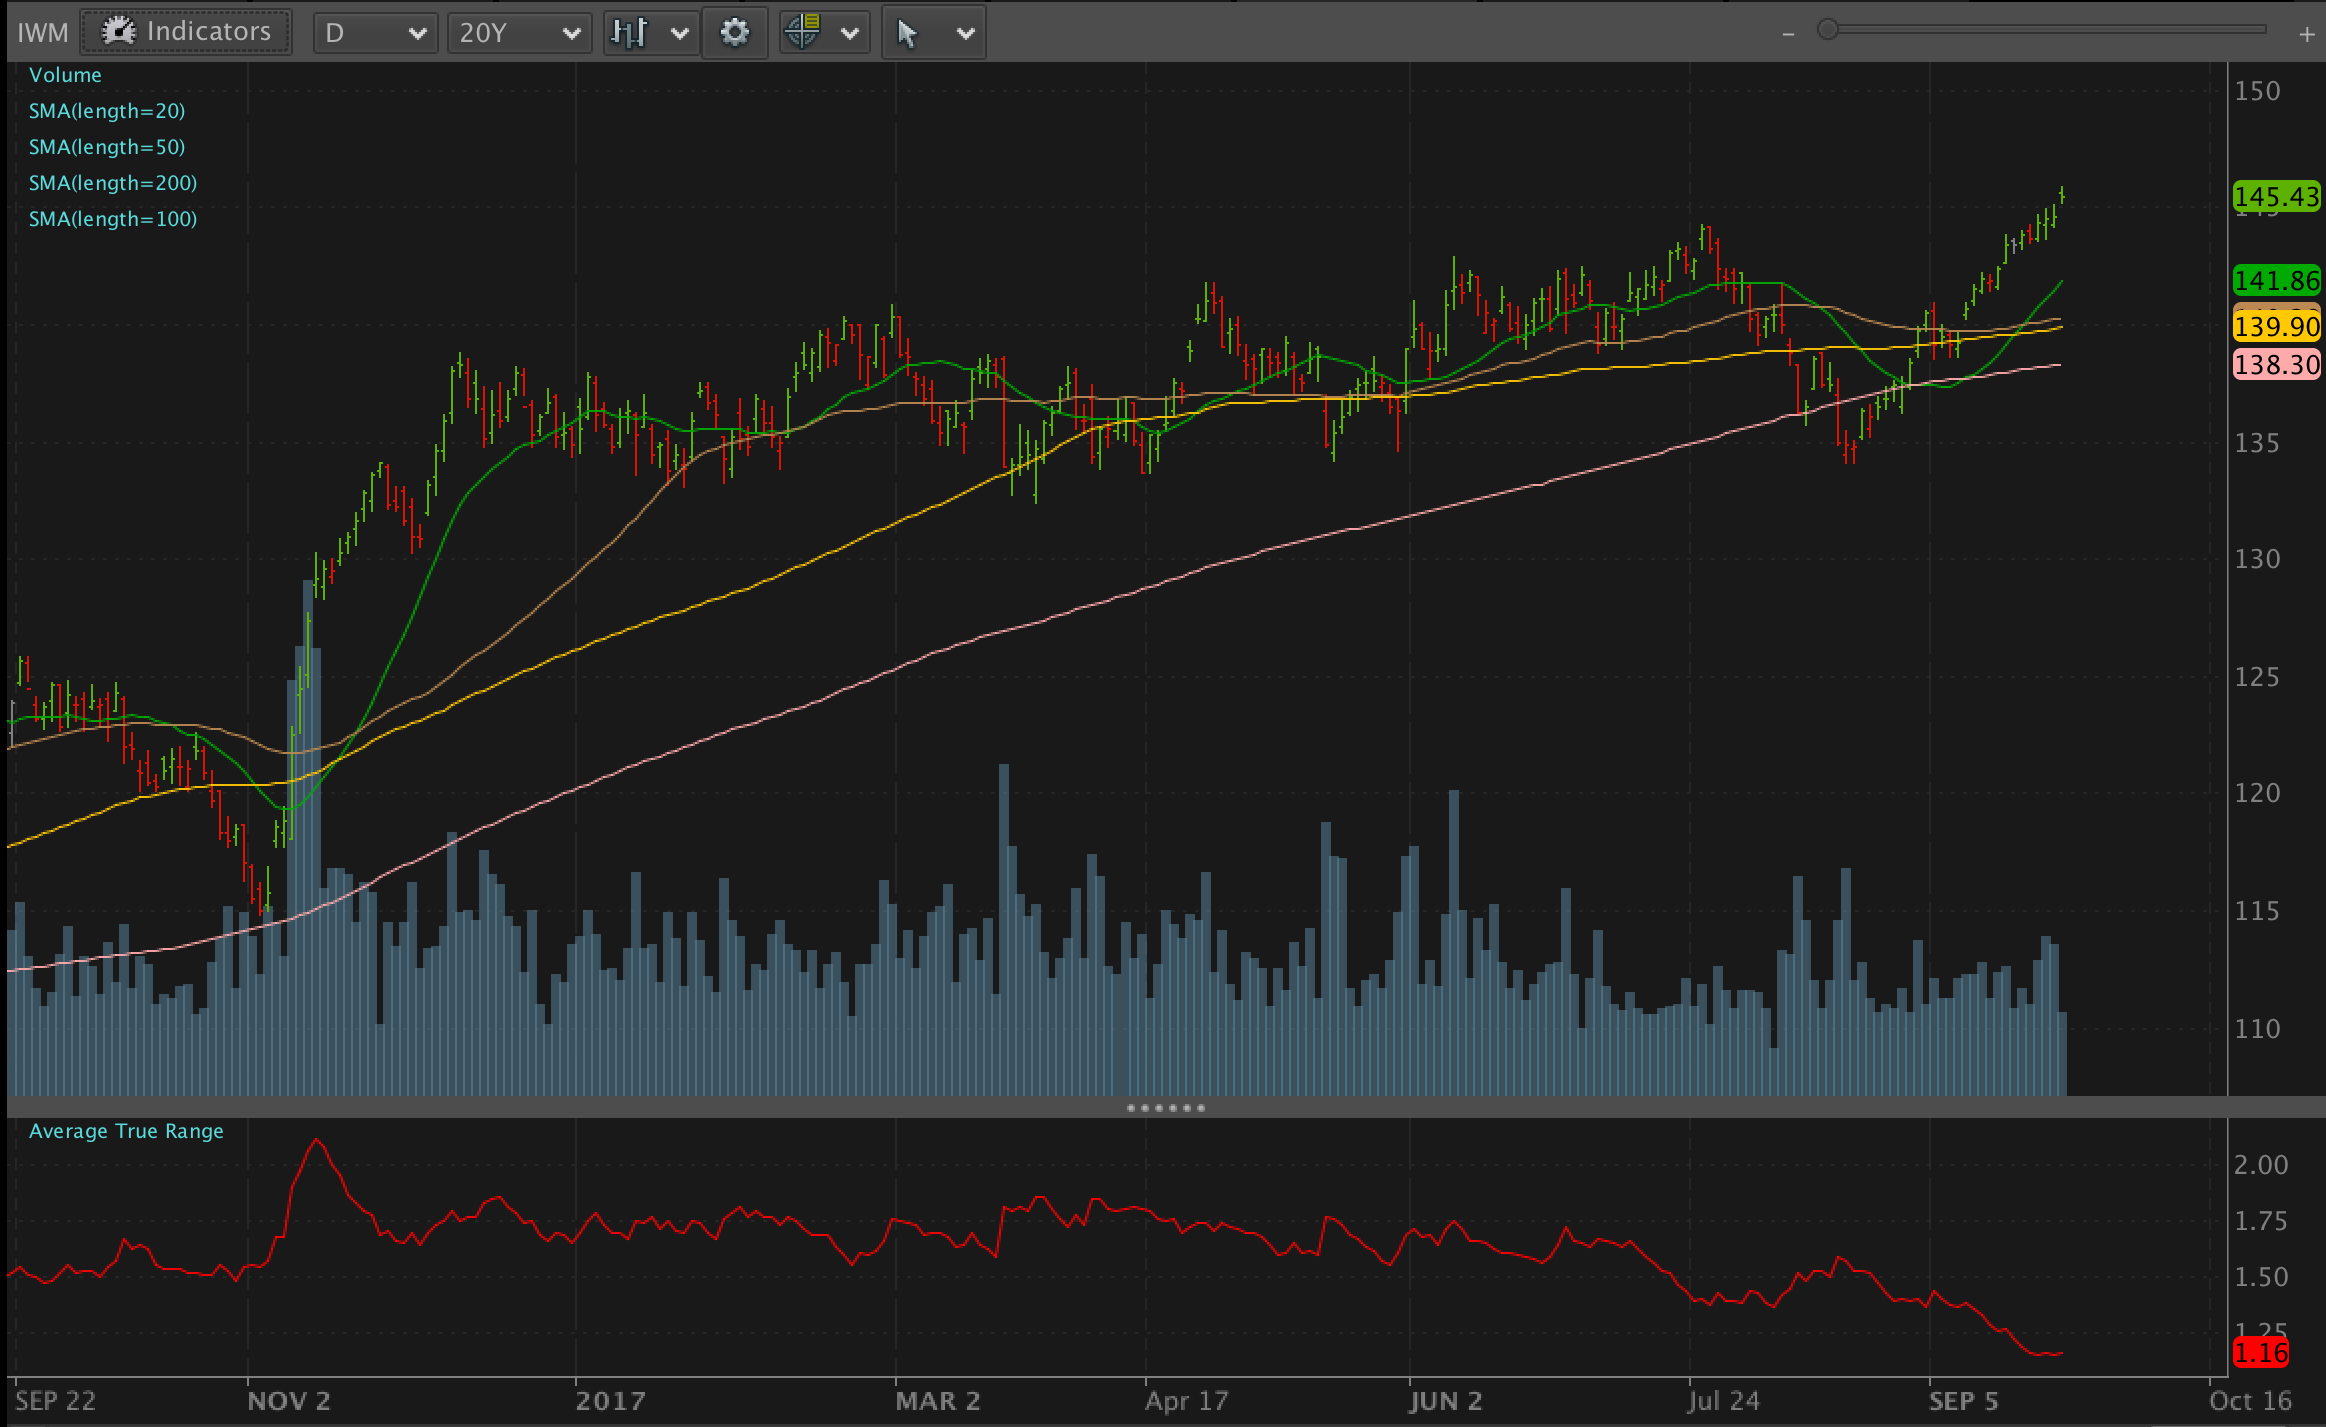 IWM Indicators D 20Y - +
Volume
SMA(length=20)
SMA(length=50)
SMA(length=200)
SMA(length=100)
150
145.43
141.86
139.90
138.30
135
130
125
120
115
110
Average True Range
2.00
1.75
1.50
1.25
1.16
SEP 22 NOV 2 2017 MAR 2 Apr 17 JUN 2 Jul 24 SEP 5 Oct 16